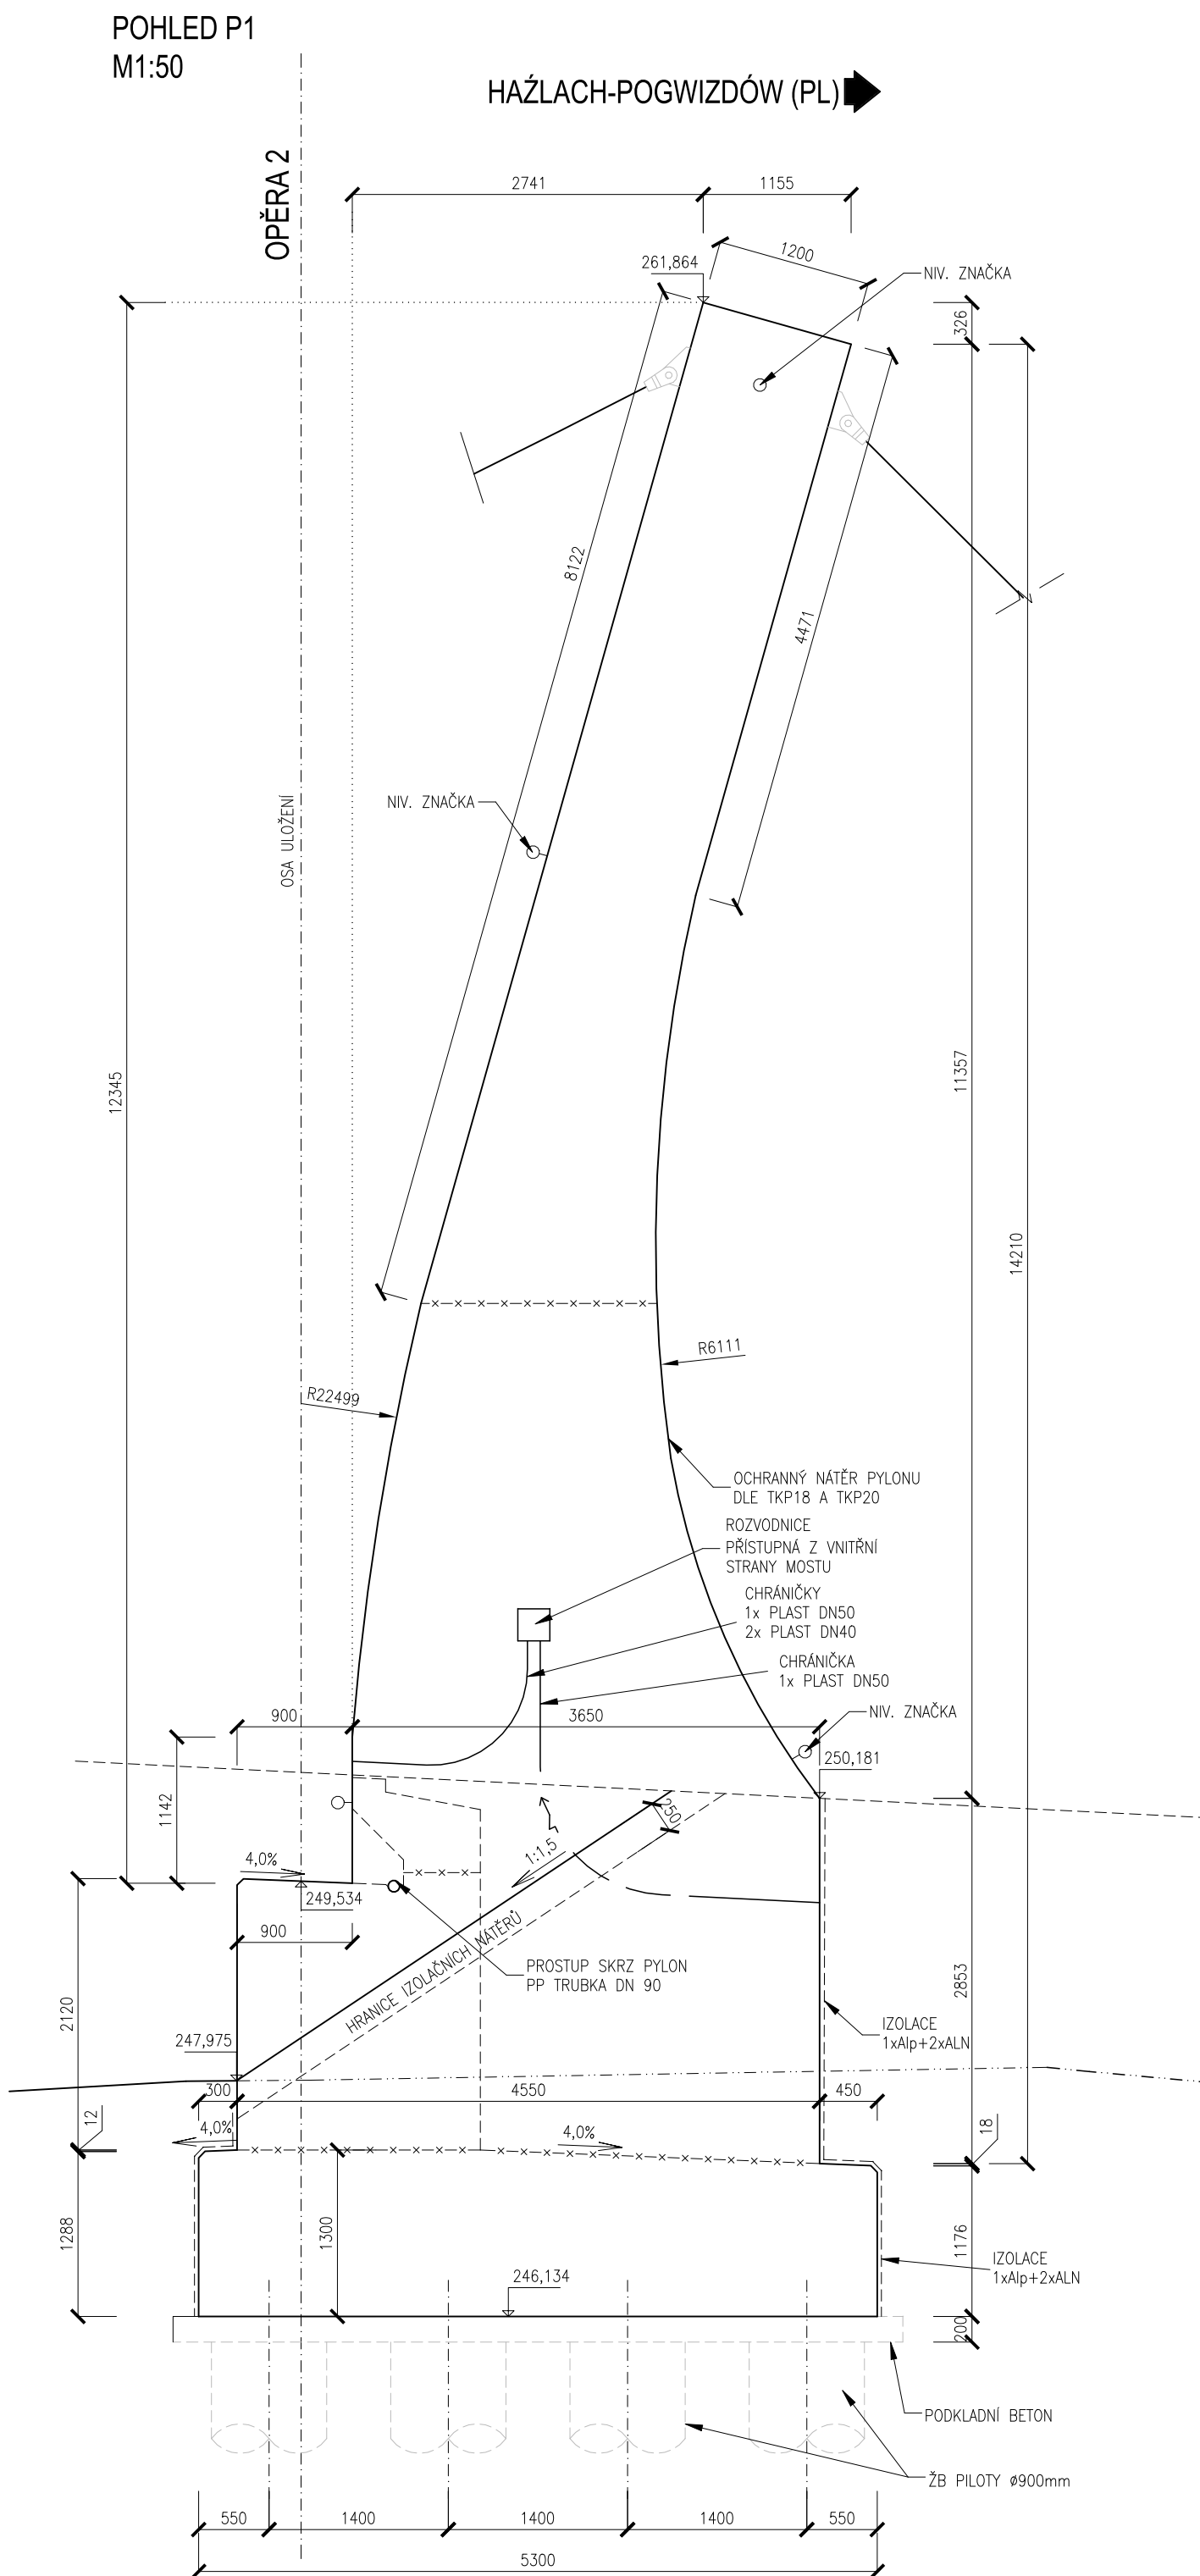 POHLED P1
M1:50
HAŹLACH-POGWIZDÓW (PL)
OPĚRA 2
2741
1155
1200
261,864
NIV. ZNAČKA
326
8122
4471
NIV. ZNAČKA
OSA ULOŽENÍ
12345
11357
14210
R6111
R22499
OCHRANNÝ NÁTĚR PYLONU
DLE TKP18 A TKP20
ROZVODNICE
PŘÍSTUPNÁ Z VNITŘNÍ
STRANY MOSTU
CHRÁNIČKY
1x PLAST DN50
2x PLAST DN40
CHRÁNIČKA
1x PLAST DN50
900
3650
NIV. ZNAČKA
250,181
1142
250
1:1,5
4,0%
249,534
900
HRANICE IZOLAČNÍCH NÁTĚRŮ
PROSTUP SKRZ PYLON
PP TRUBKA DN 90
2853
2120
IZOLACE
1xAlp+2xALN
247,975
300
4550
450
12
4,0%
4,0%
18
1288
1300
1176
IZOLACE
1xAlp+2xALN
246,134
200
PODKLADNÍ BETON
ŽB PILOTY ø900mm
550
1400
1400
1400
550
5300